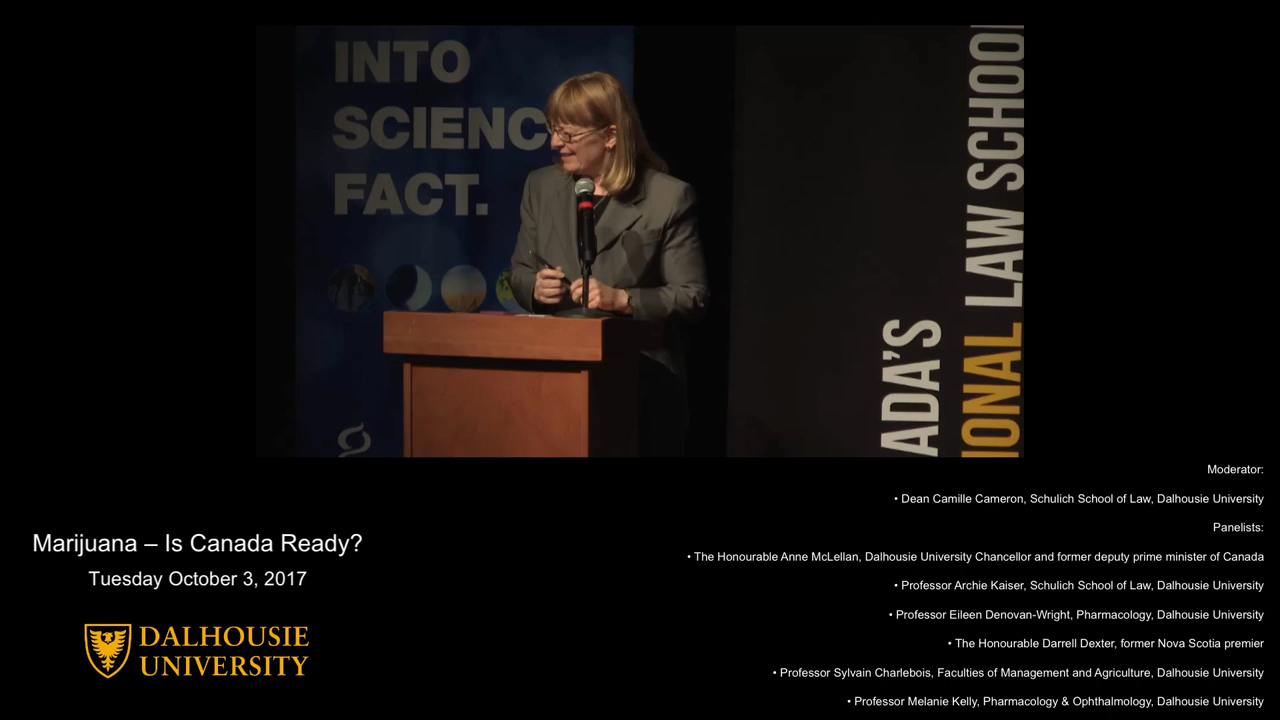 INTO
SCIENC
FACT.
ADA'S
IONAL LAW SCHOOL
Moderator:
• Dean Camille Cameron, Schulich School of Law, Dalhousie University
Panelists:
• The Honourable Anne McLellan, Dalhousie University Chancellor and former deputy prime minister of Canada
• Professor Archie Kaiser, Schulich School of Law, Dalhousie University
• Professor Eileen Denovan-Wright, Pharmacology, Dalhousie University
• The Honourable Darrell Dexter, former Nova Scotia premier
• Professor Sylvain Charlebois, Faculties of Management and Agriculture, Dalhousie University
• Professor Melanie Kelly, Pharmacology & Ophthalmology, Dalhousie University
Marijuana – Is Canada Ready?
Tuesday October 3, 2017
DALHOUSIE
UNIVERSITY